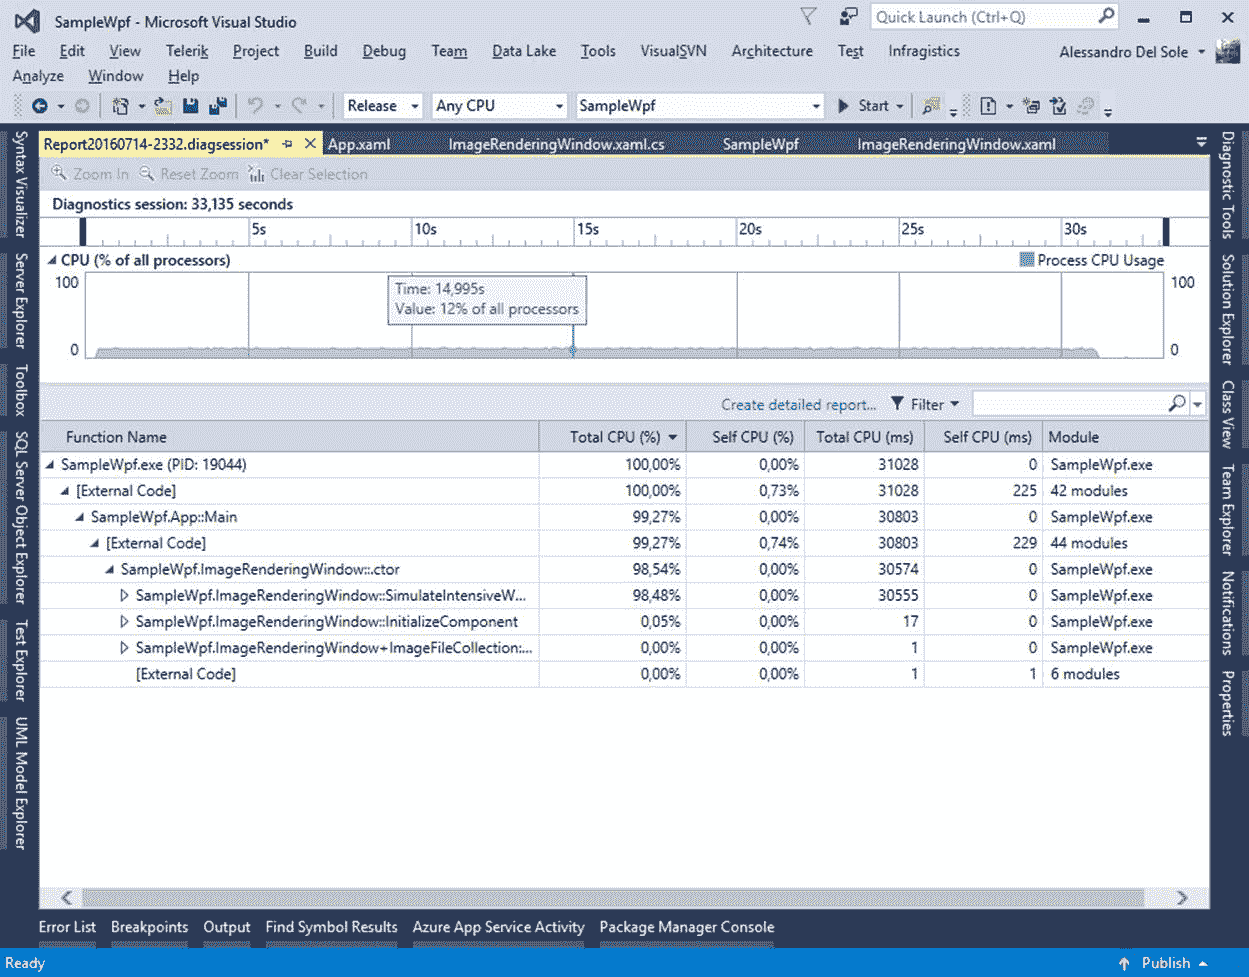 SampleWpf - Microsoft Visual Studio
Quick Launch (Ctrl+Q)
File Edit View Telerik Project Build Debug Team Data Lake Tools VisualSVN Architecture Test Infragistics Alessandro Del Sole
Analyze Window Help
Release Any CPU SampleWpf Start
Report20160714-2332.diagsession* App.xaml ImageRenderingWindow.xaml.cs SampleWpf ImageRenderingWindow.xaml
Zoom In Reset Zoom Clear Selection
Diagnostics session: 33,135 seconds
5s 10s 15s 20s 25s 30s
CPU (% of all processors) Process CPU Usage
100 100
Time: 14,995s
Value: 12% of all processors
0 0
Create detailed report... Filter
Function Name Total CPU (%) Self CPU (%) Total CPU (ms) Self CPU (ms) Module
SampleWpf.exe (PID: 19044) 100,00% 0,00% 31028 0 SampleWpf.exe
[External Code] 100,00% 0,73% 31028 225 42 modules
SampleWpf.App::Main 99,27% 0,00% 30803 0 SampleWpf.exe
[External Code] 99,27% 0,74% 30803 229 44 modules
SampleWpf.ImageRenderingWindow::.ctor 98,54% 0,00% 30574 0 SampleWpf.exe
SampleWpf.ImageRenderingWindow::SimulateIntensiveW... 98,48% 0,00% 30555 0 SampleWpf.exe
SampleWpf.ImageRenderingWindow::InitializeComponent 0,05% 0,00% 17 0 SampleWpf.exe
SampleWpf.ImageRenderingWindow+ImageFileCollection:... 0,00% 0,00% 1 0 SampleWpf.exe
[External Code] 0,00% 0,00% 1 1 6 modules
Syntax Visualizer
Server Explorer
Toolbox
SQL Server Object Explorer
Test Explorer
UML Model Explorer
Diagnostic Tools
Solution Explorer
Class View
Team Explorer
Notifications
Properties
Error List Breakpoints Output Find Symbol Results Azure App Service Activity Package Manager Console
Ready Publish